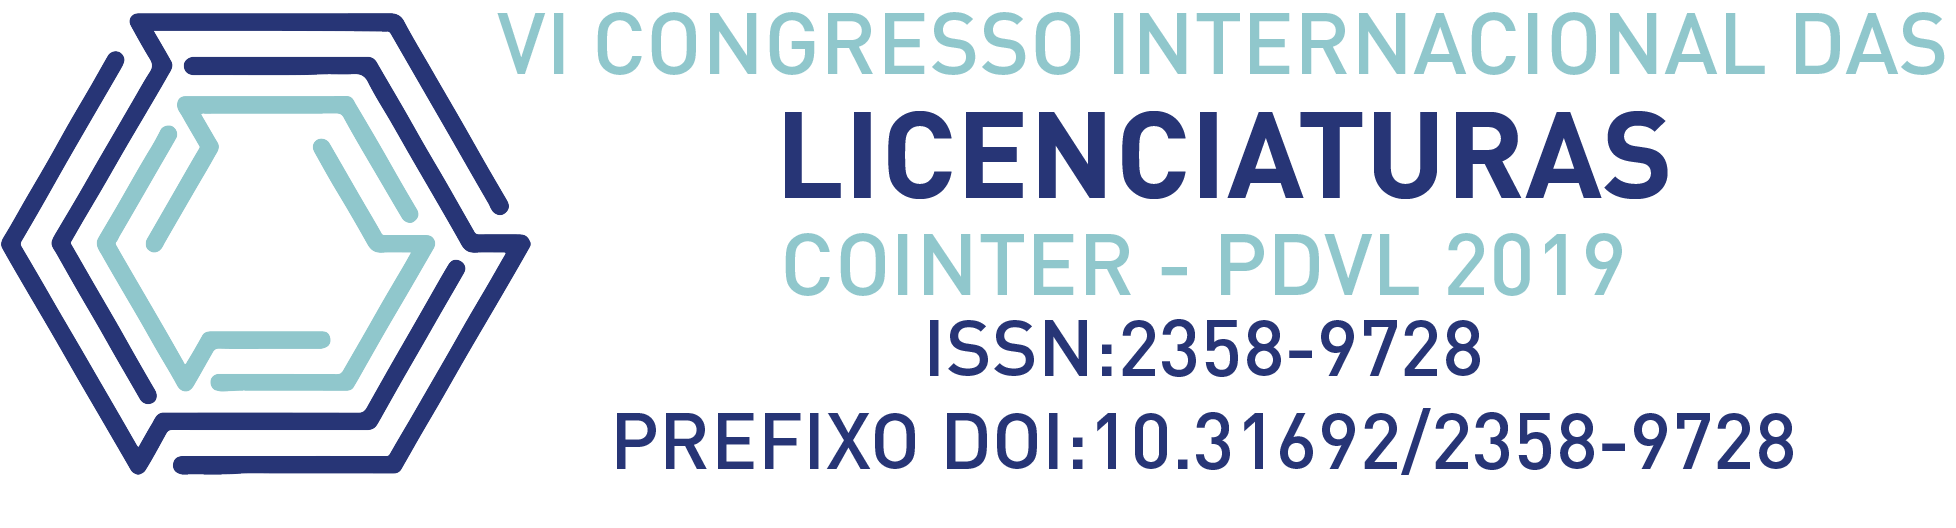 VI CONGRESSO INTERNACIONAL DAS
LICENCIATURAS
COINTER - PDVL 2019
ISSN:2358-9728
PREFIXO DOI:10.31692/2358-9728